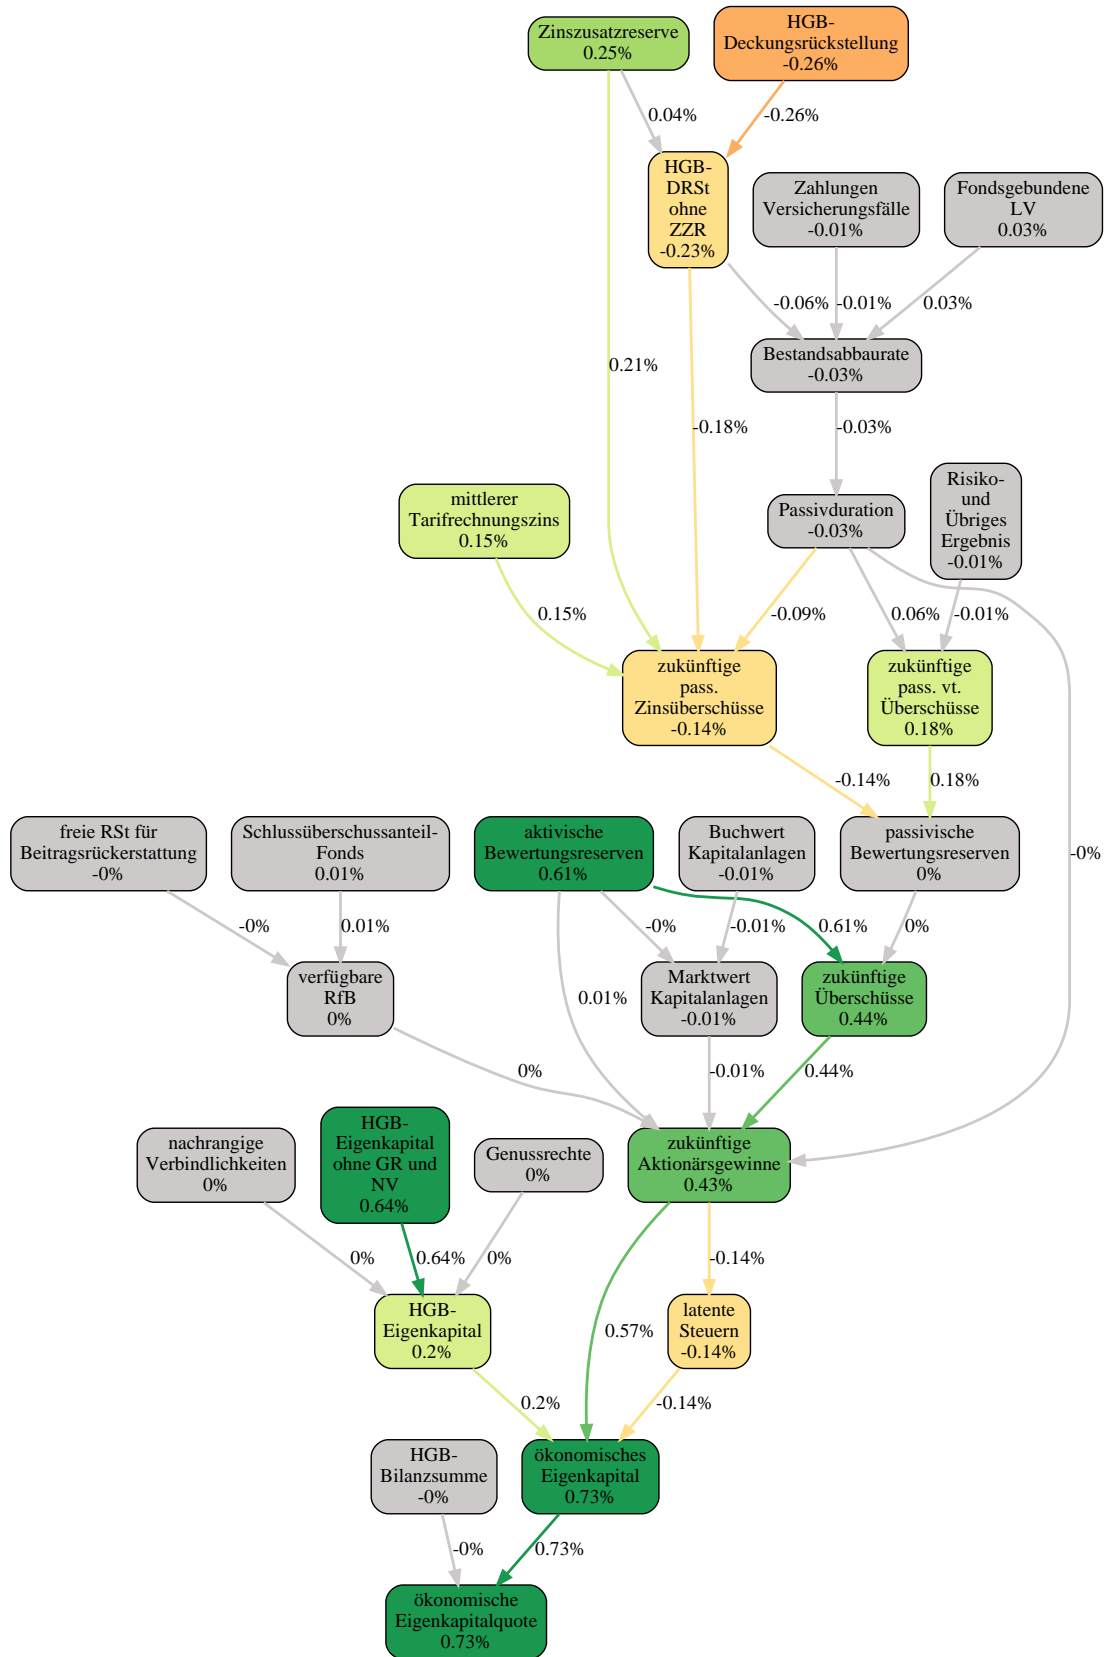 Zinszusatzreserve
0.25%
HGB-
Deckungsrückstellung
-0.26%
0.04%
-0.26%
HGB-
DRSt
ohne
ZZR
-0.23%
Zahlungen
Versicherungsfälle
-0.01%
Fondsgebundene
LV
0.03%
-0.06%
-0.01%
0.03%
Bestandsabbaurate
-0.03%
0.21%
-0.18%
-0.03%
mittlerer
Tarifrechnungszins
0.15%
Passivduration
-0.03%
Risiko-
und
Übriges
Ergebnis
-0.01%
0.15%
-0.09%
0.06%
-0.01%
zukünftige
pass.
Zinsüberschüsse
-0.14%
zukünftige
pass. vt.
Überschüsse
0.18%
-0.14%
0.18%
-0%
freie RSt für
Beitragsrückerstattung
-0%
Schlussüberschussanteil-
Fonds
0.01%
aktivische
Bewertungsreserven
0.61%
Buchwert
Kapitalanlagen
-0.01%
passivische
Bewertungsreserven
0%
-0%
0.01%
-0%
-0.01%
0.61%
0%
verfügbare
RfB
0%
0.01%
Marktwert
Kapitalanlagen
-0.01%
zukünftige
Überschüsse
0.44%
0%
-0.01%
0.44%
nachrangige
Verbindlichkeiten
0%
HGB-
Eigenkapital
ohne GR und
NV
0.64%
Genussrechte
0%
zukünftige
Aktionärsgewinne
0.43%
0%
0.64%
0%
-0.14%
HGB-
Eigenkapital
0.2%
0.57%
latente
Steuern
-0.14%
0.2%
-0.14%
HGB-
Bilanzsumme
-0%
ökonomisches
Eigenkapital
0.73%
-0%
0.73%
ökonomische
Eigenkapitalquote
0.73%